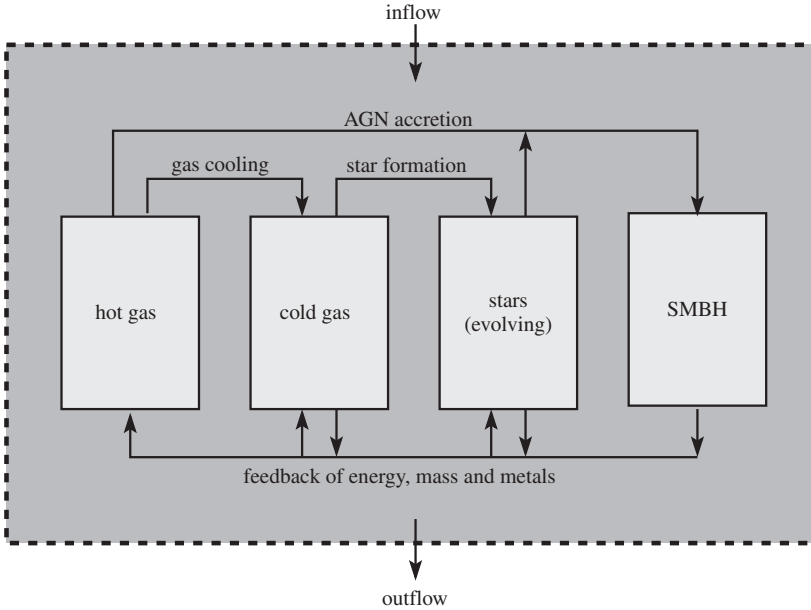 inflow
AGN accretion
gas cooling
star formation
hot gas
cold gas
stars
(evolving)
SMBH
feedback of energy, mass and metals
outflow